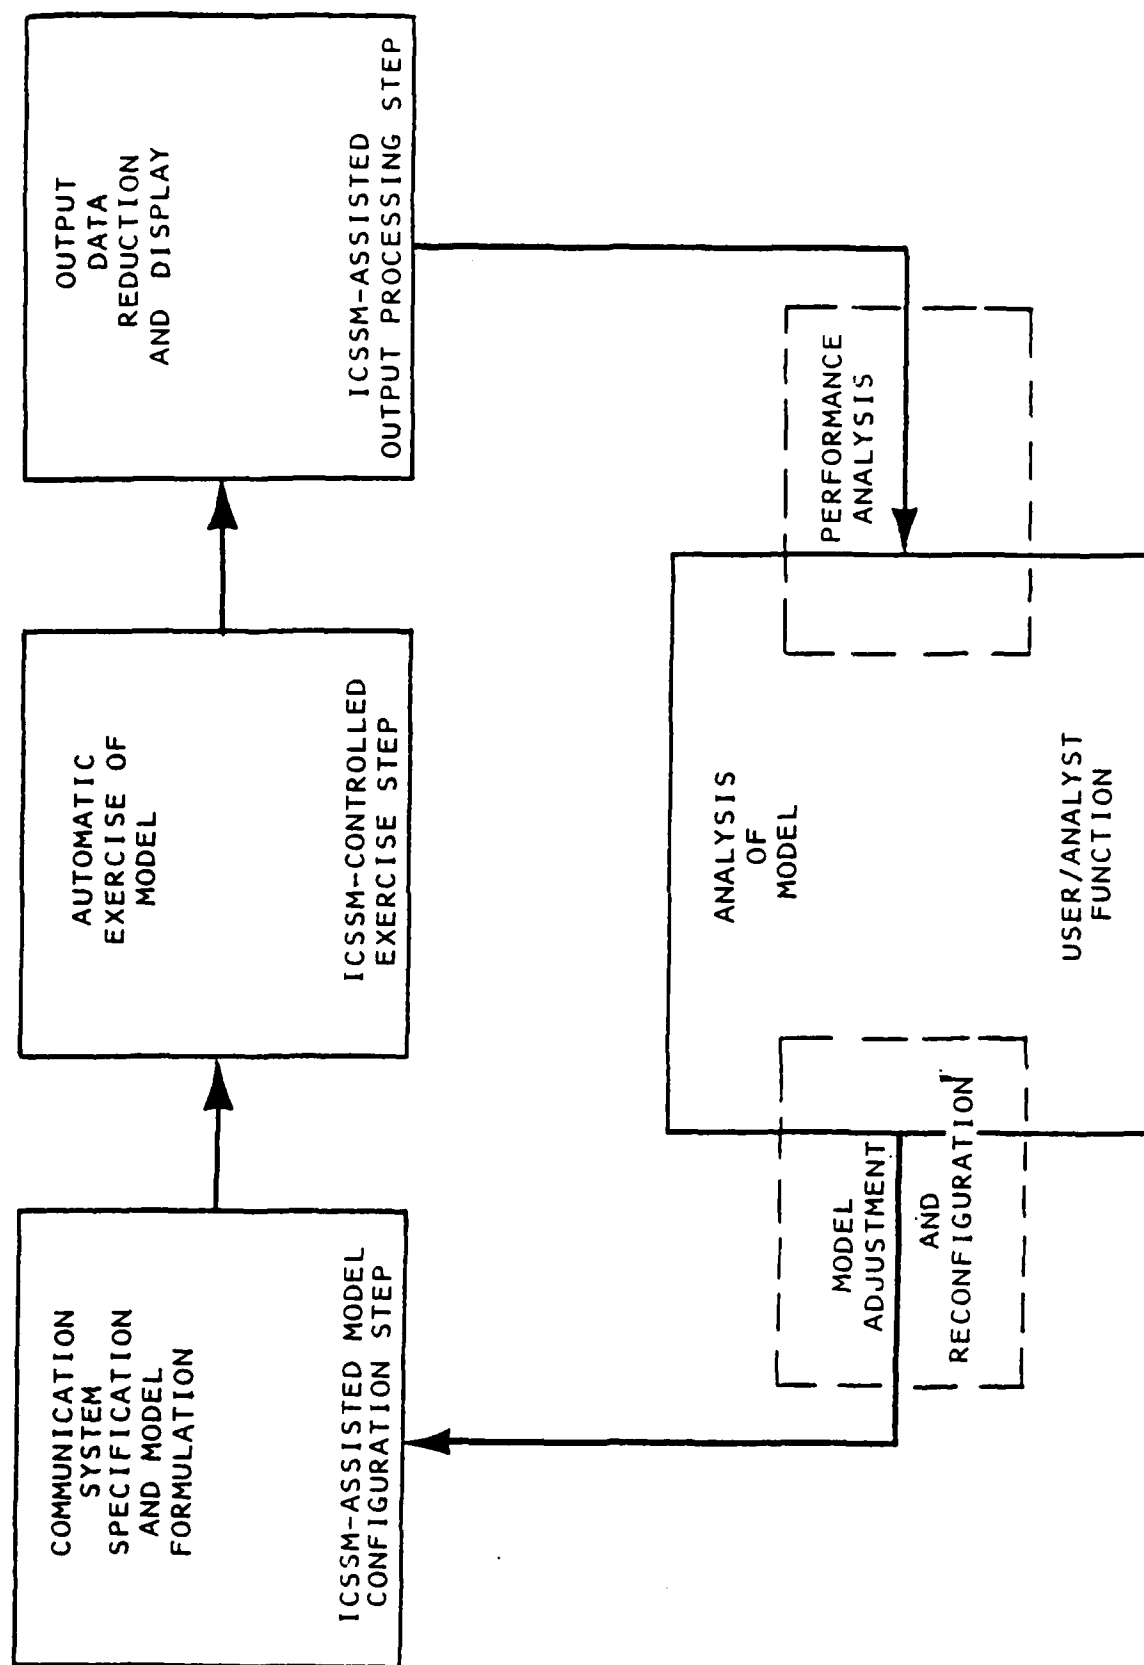 COMMUNICATION
SYSTEM
SPECIFICATION
AND MODEL
FORMULATION
ICSSM-ASSISTED MODEL
CONFIGURATION STEP
AUTOMATIC
EXERCISE OF
MODEL
ICSSM-CONTROLLED
EXERCISE STEP
OUTPUT
DATA
REDUCTION
AND DISPLAY
ICSSM-ASSISTED
OUTPUT PROCESSING STEP
MODEL
ADJUSTMENT
AND
RECONFIGURATION
ANALYSIS
OF
MODEL
USER/ANALYST
FUNCTION
PERFORMANCE
ANALYSIS